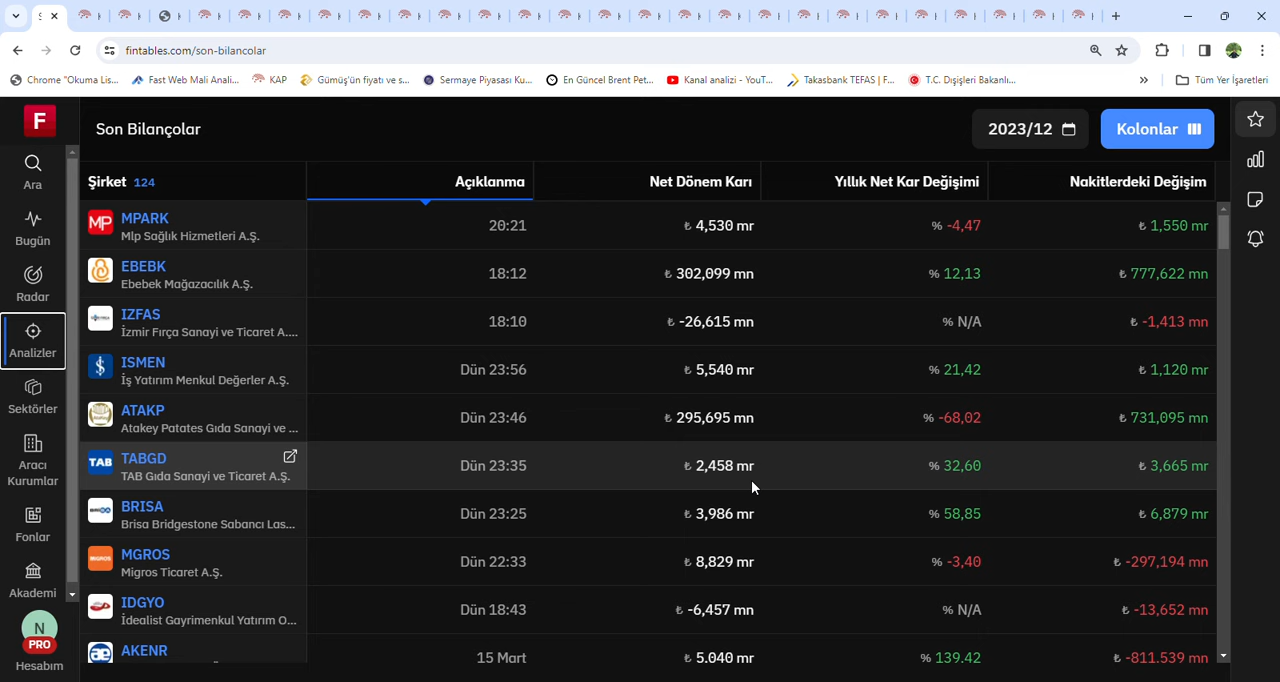 fintables.com/son-bilancolar
Chrome "Okuma Lis...
Fast Web Mali Anali...
KAP
Gümüş'ün fiyatı ve s...
Sermaye Piyasası Ku...
En Güncel Brent Pet...
Kanal analizi - YouT...
Takasbank TEFAS | F...
T.C. Dışişleri Bakanlı...
»
Tüm Yer İşaretleri
F
Son Bilançolar
2023/12
Kolonlar
Ara
Bugün
Radar
Analizler
Sektörler
Aracı
Kurumlar
Fonlar
Akademi
N
PRO
Hesabım
Şirket 124 Açıklanma Net Dönem Karı Yıllık Net Kar Değişimi Nakitlerdeki Değişim
MP MPARK
Mlp Sağlık Hizmetleri A.Ş.
20:21 ₺ 4,530 mr % -4,47 ₺ 1,550 mr
EBEBK
Ebebek Mağazacılık A.Ş.
18:12 ₺ 302,099 mn % 12,13 ₺ 777,622 mn
IZFAS
İzmir Fırça Sanayi ve Ticaret A....
18:10 ₺ -26,615 mn % N/A ₺ -1,413 mn
ISMEN
İş Yatırım Menkul Değerler A.Ş.
Dün 23:56 ₺ 5,540 mr % 21,42 ₺ 1,120 mr
ATAKP
Atakey Patates Gıda Sanayi ve ...
Dün 23:46 ₺ 295,695 mn % -68,02 ₺ 731,095 mn
TAB TABGD
TAB Gıda Sanayi ve Ticaret A.Ş.
Dün 23:35 ₺ 2,458 mr % 32,60 ₺ 3,665 mr
BRISA
Brisa Bridgestone Sabancı Las...
Dün 23:25 ₺ 3,986 mr % 58,85 ₺ 6,879 mr
MIGROS MGROS
Migros Ticaret A.Ş.
Dün 22:33 ₺ 8,829 mr % -3,40 ₺ -297,194 mn
IDGYO
İdealist Gayrimenkul Yatırım O...
Dün 18:43 ₺ -6,457 mn % N/A ₺ -13,652 mn
ae AKENR
15 Mart ₺ 5.040 mr % 139.42 ₺ -811.539 mn